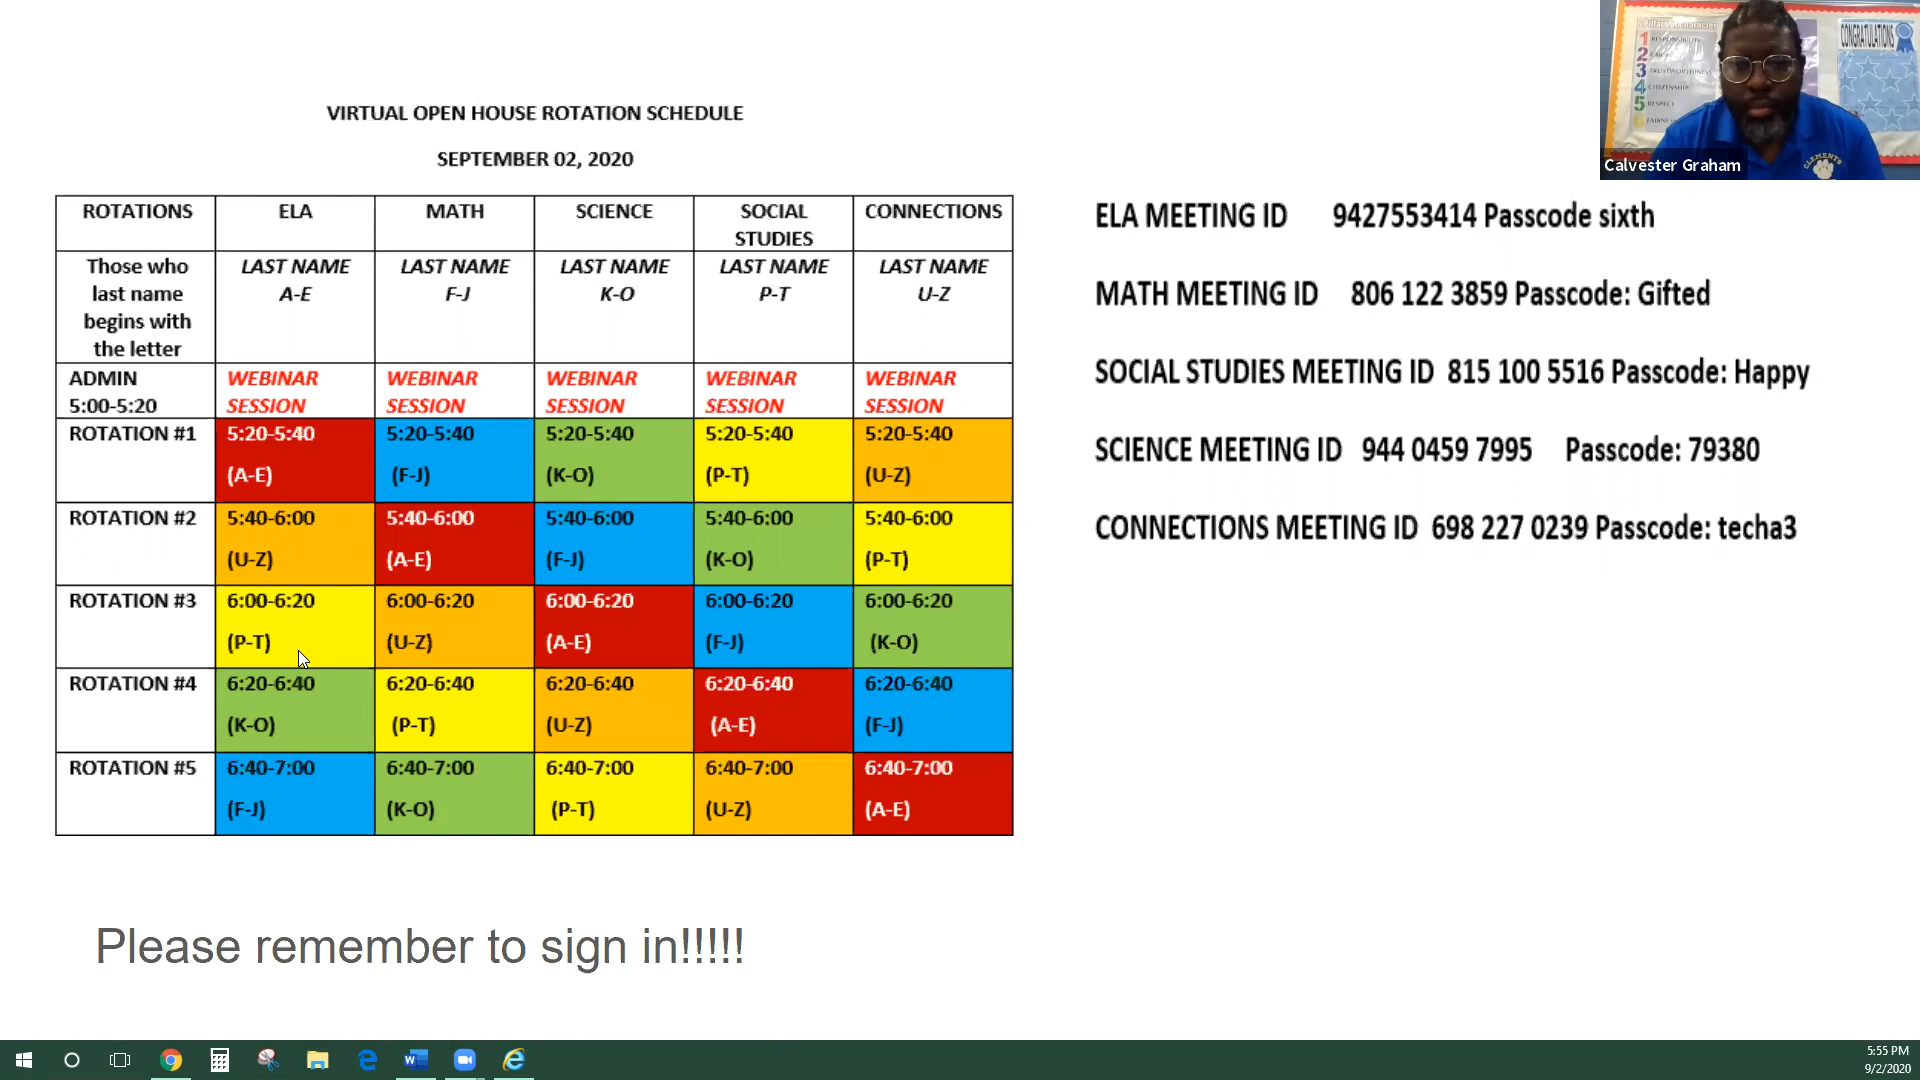 VIRTUAL OPEN HOUSE ROTATION SCHEDULE
SEPTEMBER 02, 2020
ROTATIONS ELA MATH SCIENCE SOCIAL STUDIES CONNECTIONS
Those who last name begins with the letter LAST NAME A-E LAST NAME F-J LAST NAME K-O LAST NAME P-T LAST NAME U-Z
ADMIN 5:00-5:20 WEBINAR SESSION WEBINAR SESSION WEBINAR SESSION WEBINAR SESSION WEBINAR SESSION
ROTATION #1 5:20-5:40 (A-E) 5:20-5:40 (F-J) 5:20-5:40 (K-O) 5:20-5:40 (P-T) 5:20-5:40 (U-Z)
ROTATION #2 5:40-6:00 (U-Z) 5:40-6:00 (A-E) 5:40-6:00 (F-J) 5:40-6:00 (K-O) 5:40-6:00 (P-T)
ROTATION #3 6:00-6:20 (P-T) 6:00-6:20 (U-Z) 6:00-6:20 (A-E) 6:00-6:20 (F-J) 6:00-6:20 (K-O)
ROTATION #4 6:20-6:40 (K-O) 6:20-6:40 (P-T) 6:20-6:40 (U-Z) 6:20-6:40 (A-E) 6:20-6:40 (F-J)
ROTATION #5 6:40-7:00 (F-J) 6:40-7:00 (K-O) 6:40-7:00 (P-T) 6:40-7:00 (U-Z) 6:40-7:00 (A-E)
Please remember to sign in!!!!!
ELA MEETING ID 9427553414 Passcode sixth
MATH MEETING ID 806 122 3859 Passcode: Gifted
SOCIAL STUDIES MEETING ID 815 100 5516 Passcode: Happy
SCIENCE MEETING ID 944 0459 7995 Passcode: 79380
CONNECTIONS MEETING ID 698 227 0239 Passcode: techa3
1 RESPONSIBILITY
2
3 TRUSTWORTHINESS
4 CITIZENSHIP
5 RESPECT
CONGRATULATIONS
CLEMENTS
Calvester Graham
5:55 PM
9/2/2020